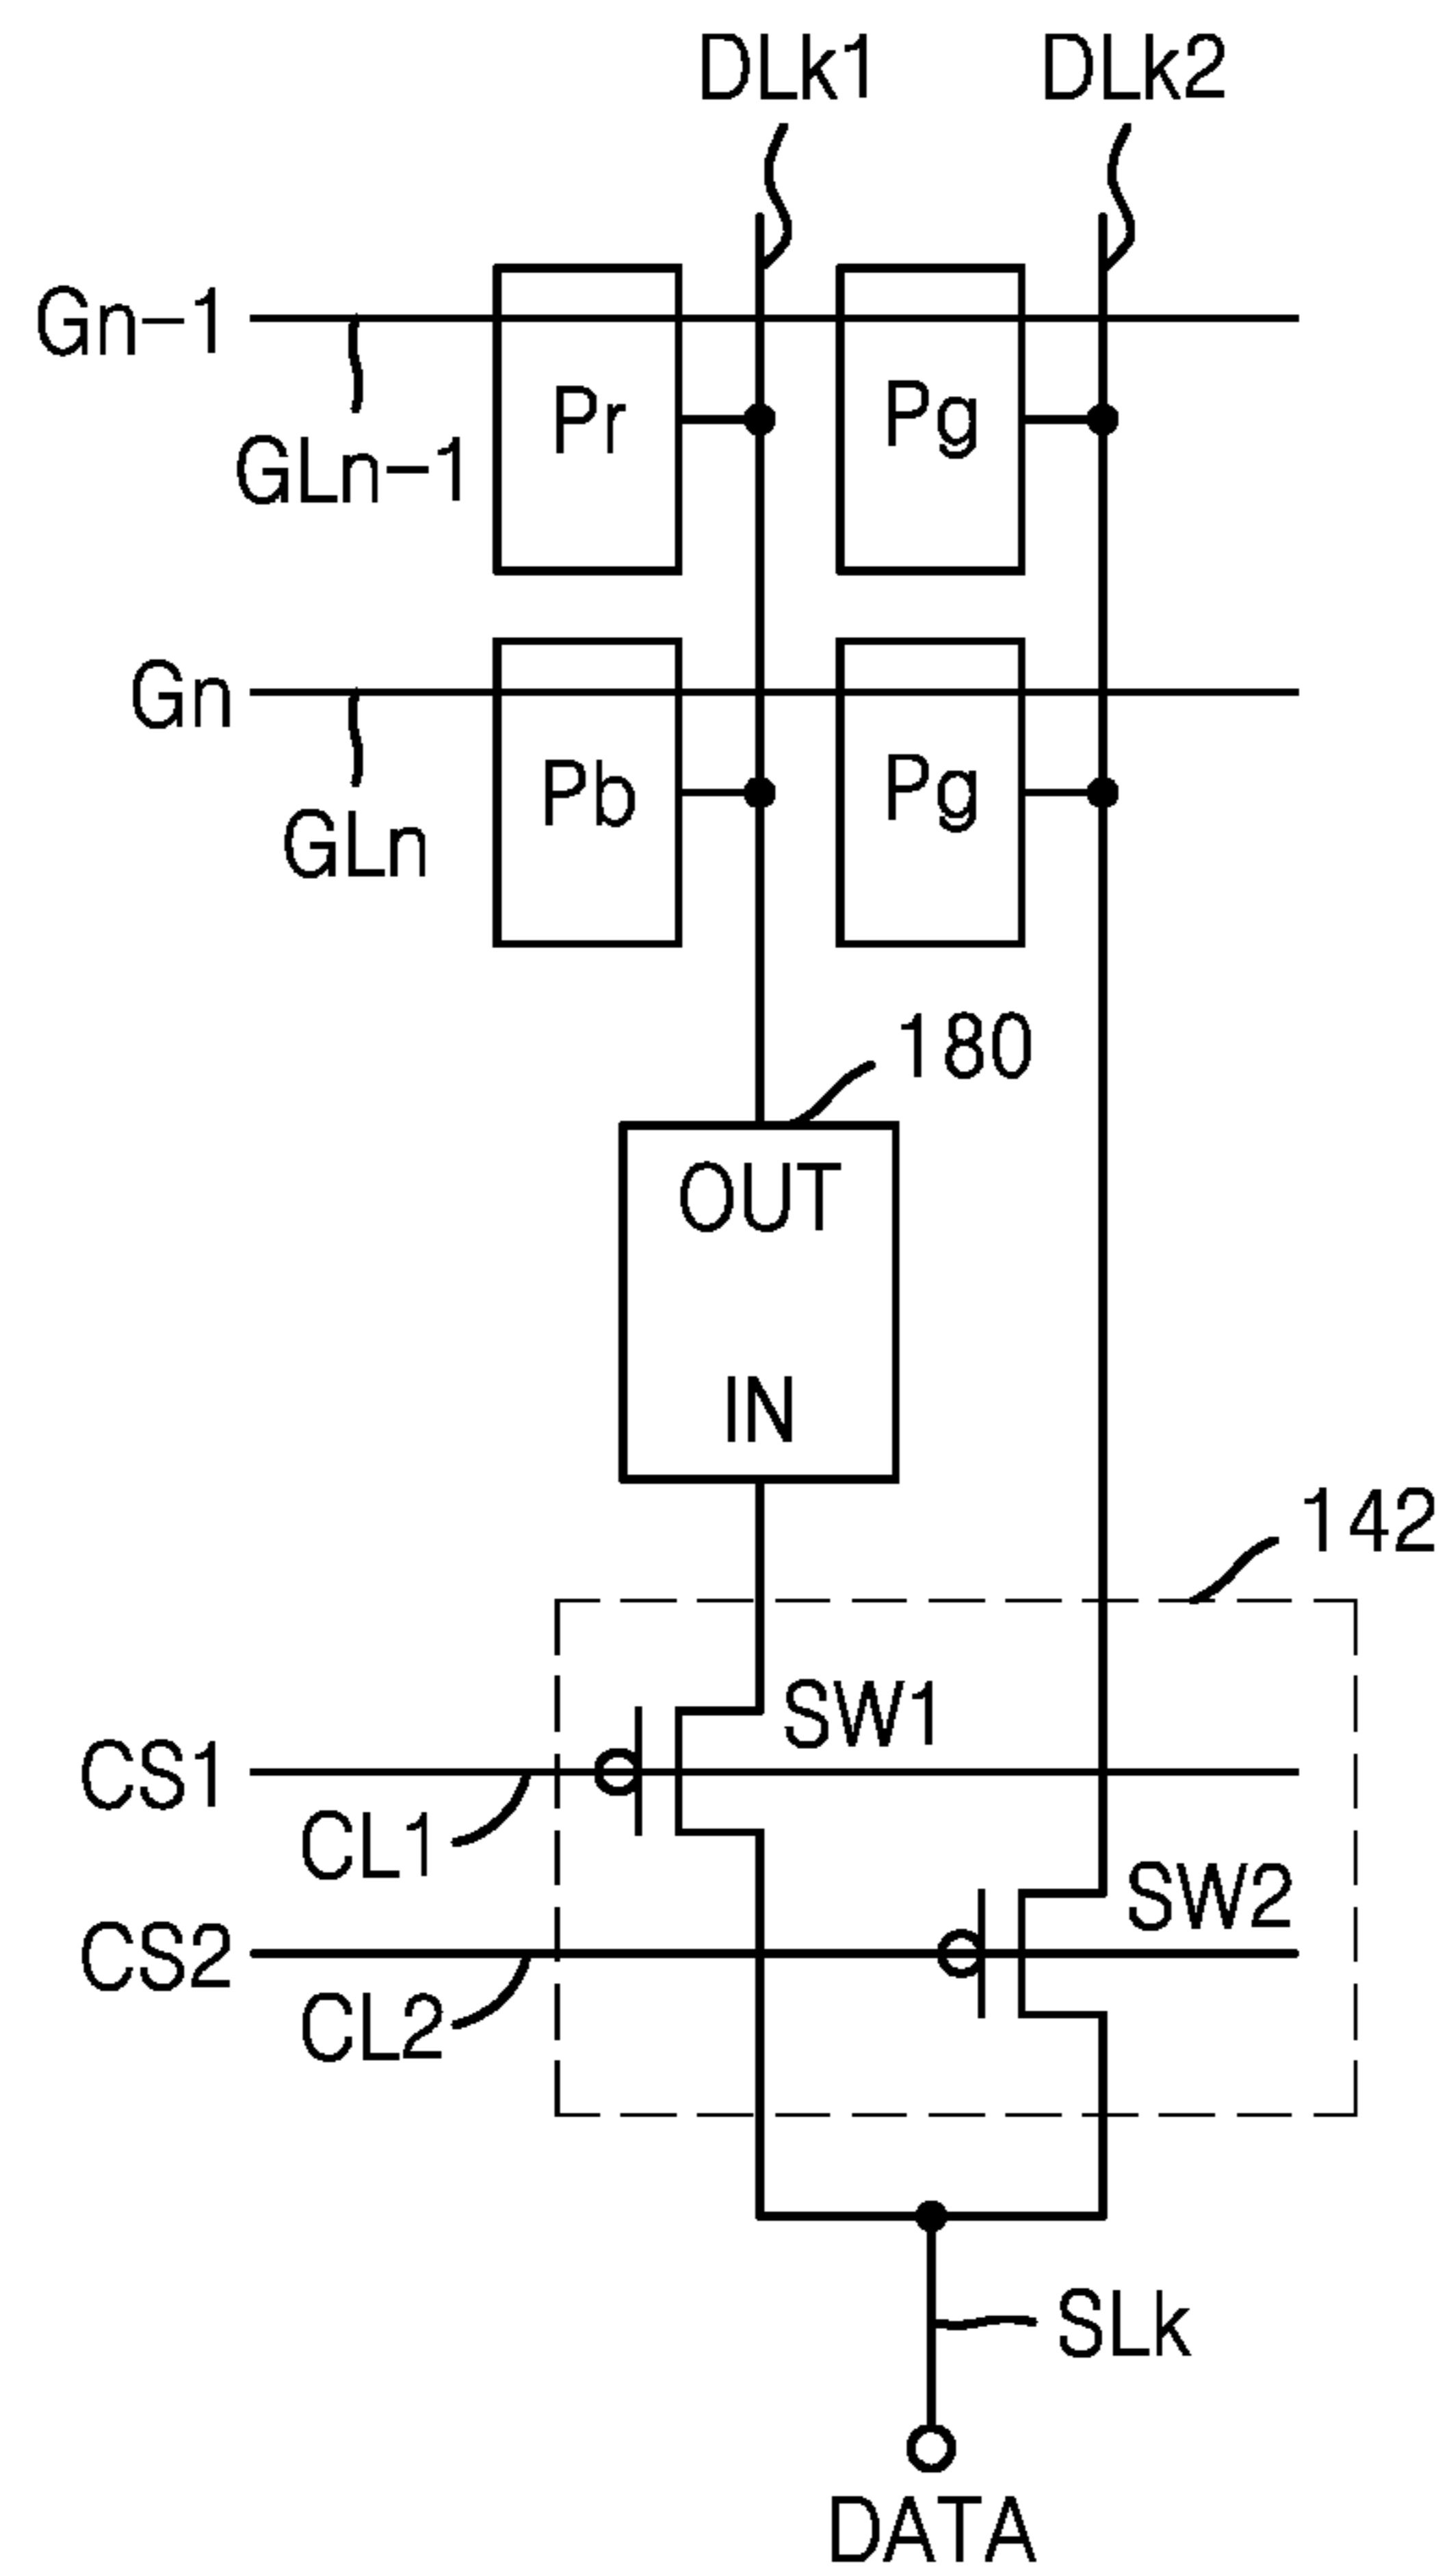 DLk1 DLk2
Gn-1
Pr Pg
GLn-1
Gn
Pb Pg
GLn
180
OUT
IN
142
SW1
CS1
CL1
SW2
CS2
CL2
SLk
DATA